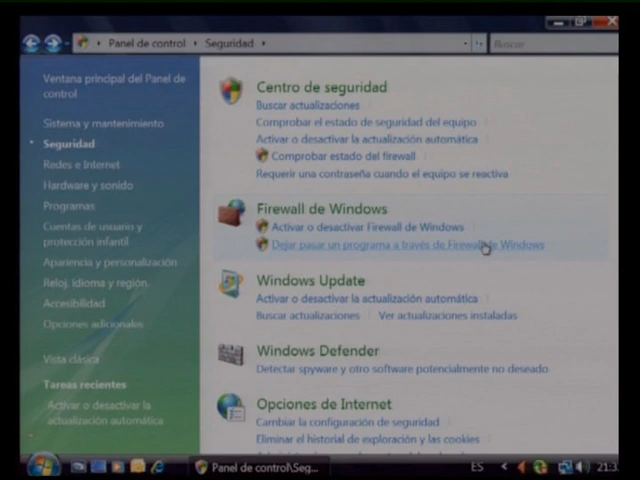 Panel de control
Seguridad
Buscar
Ventana principal del Panel de
control
Sistema y mantenimiento
Seguridad
Redes e Internet
Hardware y sonido
Programas
Cuentas de usuario y
protección infantil
Apariencia y personalización
Reloj, idioma y región
Accesibilidad
Opciones adicionales
Vista clásica
Tareas recientes
Activar o desactivar la
actualización automática
Centro de seguridad
Buscar actualizaciones
Comprobar el estado de seguridad del equipo
Activar o desactivar la actualización automática
Comprobar estado del firewall
Requerir una contraseña cuando el equipo se reactiva
Firewall de Windows
Activar o desactivar Firewall de Windows
Dejar pasar un programa a través de Firewall de Windows
Windows Update
Activar o desactivar la actualización automática
Buscar actualizaciones
Ver actualizaciones instaladas
Windows Defender
Detectar spyware y otro software potencialmente no deseado
Opciones de Internet
Cambiar la configuración de seguridad
Eliminar el historial de exploración y las cookies
Panel de control\Seg...
ES